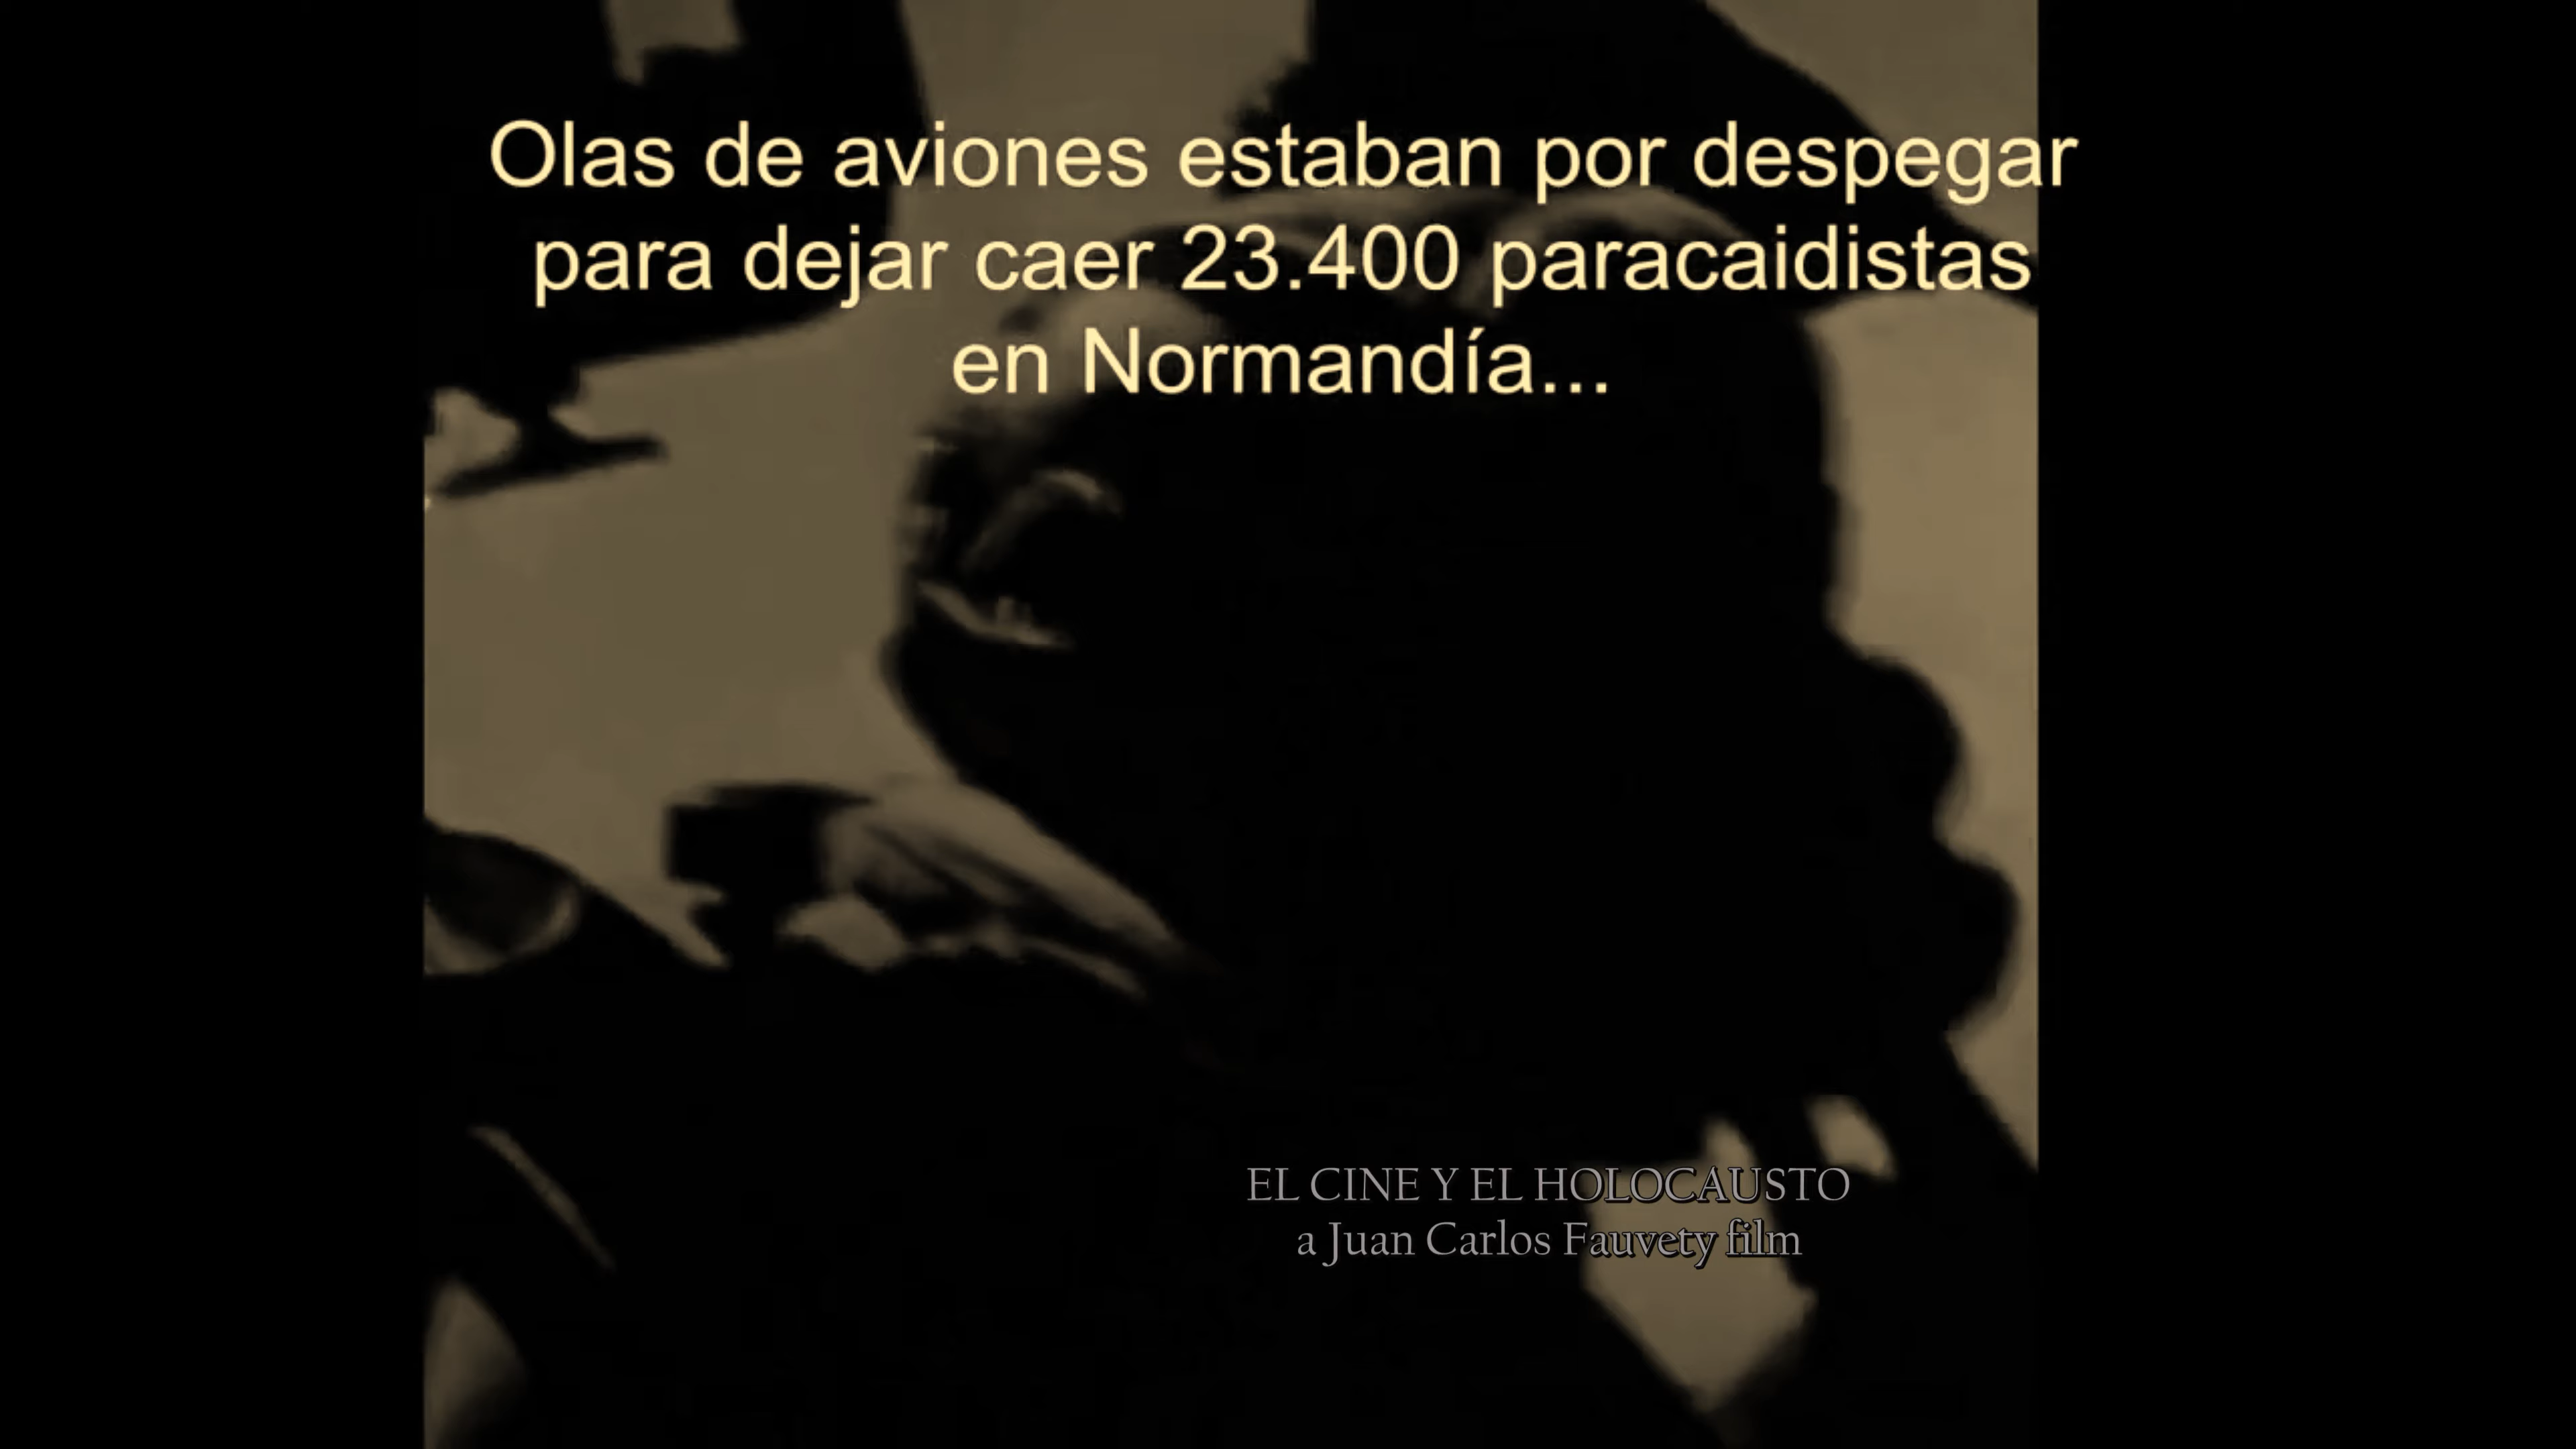 Olas de aviones estaban por despegar
para dejar caer 23.400 paracaidistas
en Normandía...
EL CINE Y EL HOLOCAUSTO
a Juan Carlos Fauvety film